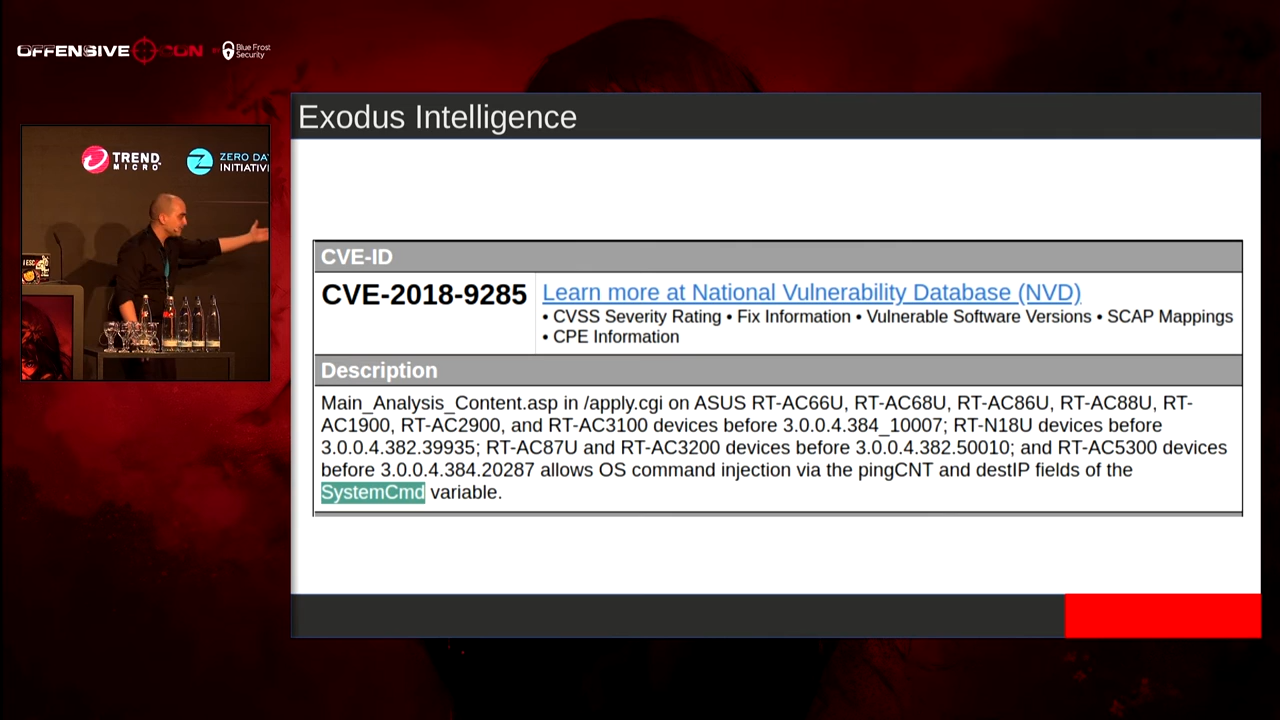 OFFENSIVE CON BY Blue Frost
Security
TREND
MICRO
ZERO DA
INITIATIV
Exodus Intelligence
CVE-ID
CVE-2018-9285
Learn more at National Vulnerability Database (NVD)
• CVSS Severity Rating • Fix Information • Vulnerable Software Versions • SCAP Mappings
• CPE Information
Description
Main_Analysis_Content.asp in /apply.cgi on ASUS RT-AC66U, RT-AC68U, RT-AC86U, RT-AC88U, RT-
AC1900, RT-AC2900, and RT-AC3100 devices before 3.0.0.4.384_10007; RT-N18U devices before
3.0.0.4.382.39935; RT-AC87U and RT-AC3200 devices before 3.0.0.4.382.50010; and RT-AC5300 devices
before 3.0.0.4.384.20287 allows OS command injection via the pingCNT and destIP fields of the
SystemCmd variable.